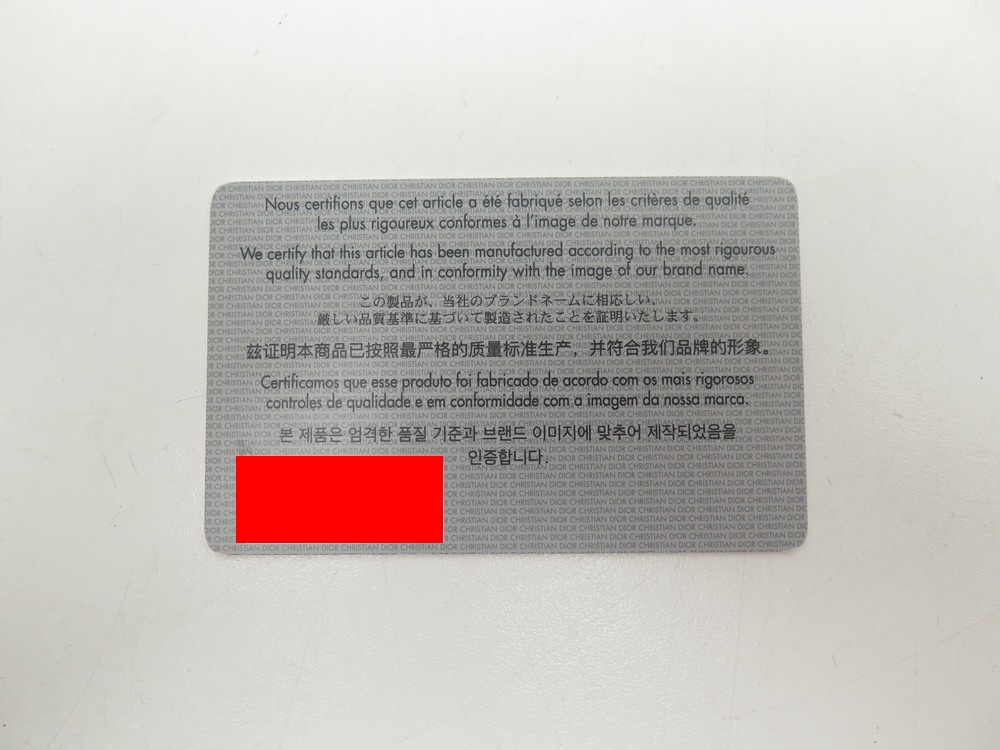 Nous certifions que cet article a été fabriqué selon les critères de qualité
les plus rigoureux conformes à l'image de notre marque.
We certify that this article has been manufactured according to the most rigourous
quality standards, and in conformity with the image of our brand name.
この製品が、当社のブランドネームに相応しい、
厳しい品質基準に基づいて製造されたことを証明いたします。
兹证明本商品已按照最严格的质量标准生产，并符合我们品牌的形象。
Certificamos que esse produto foi fabricado de acordo com os mais rigorosos
controles de qualidade e em conformidade com a imagem da nossa marca.
본 제품은 엄격한 품질 기준과 브랜드 이미지에 맞추어 제작되었음을
인증합니다.